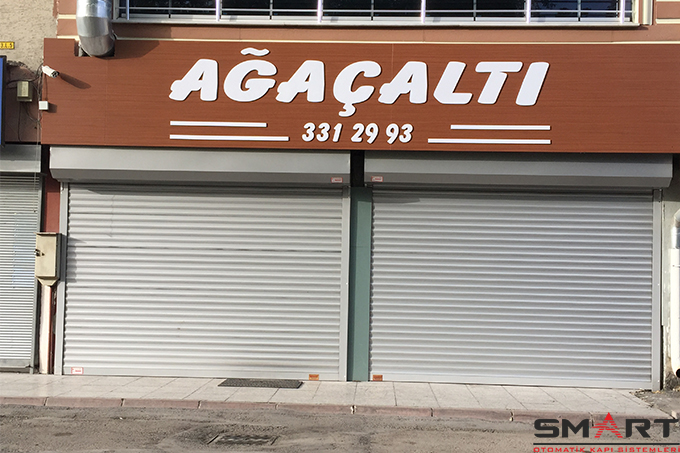 AĞAÇALTI
331 29 93
SMART
OTOMATİK KAPI SİSTEMLERİ